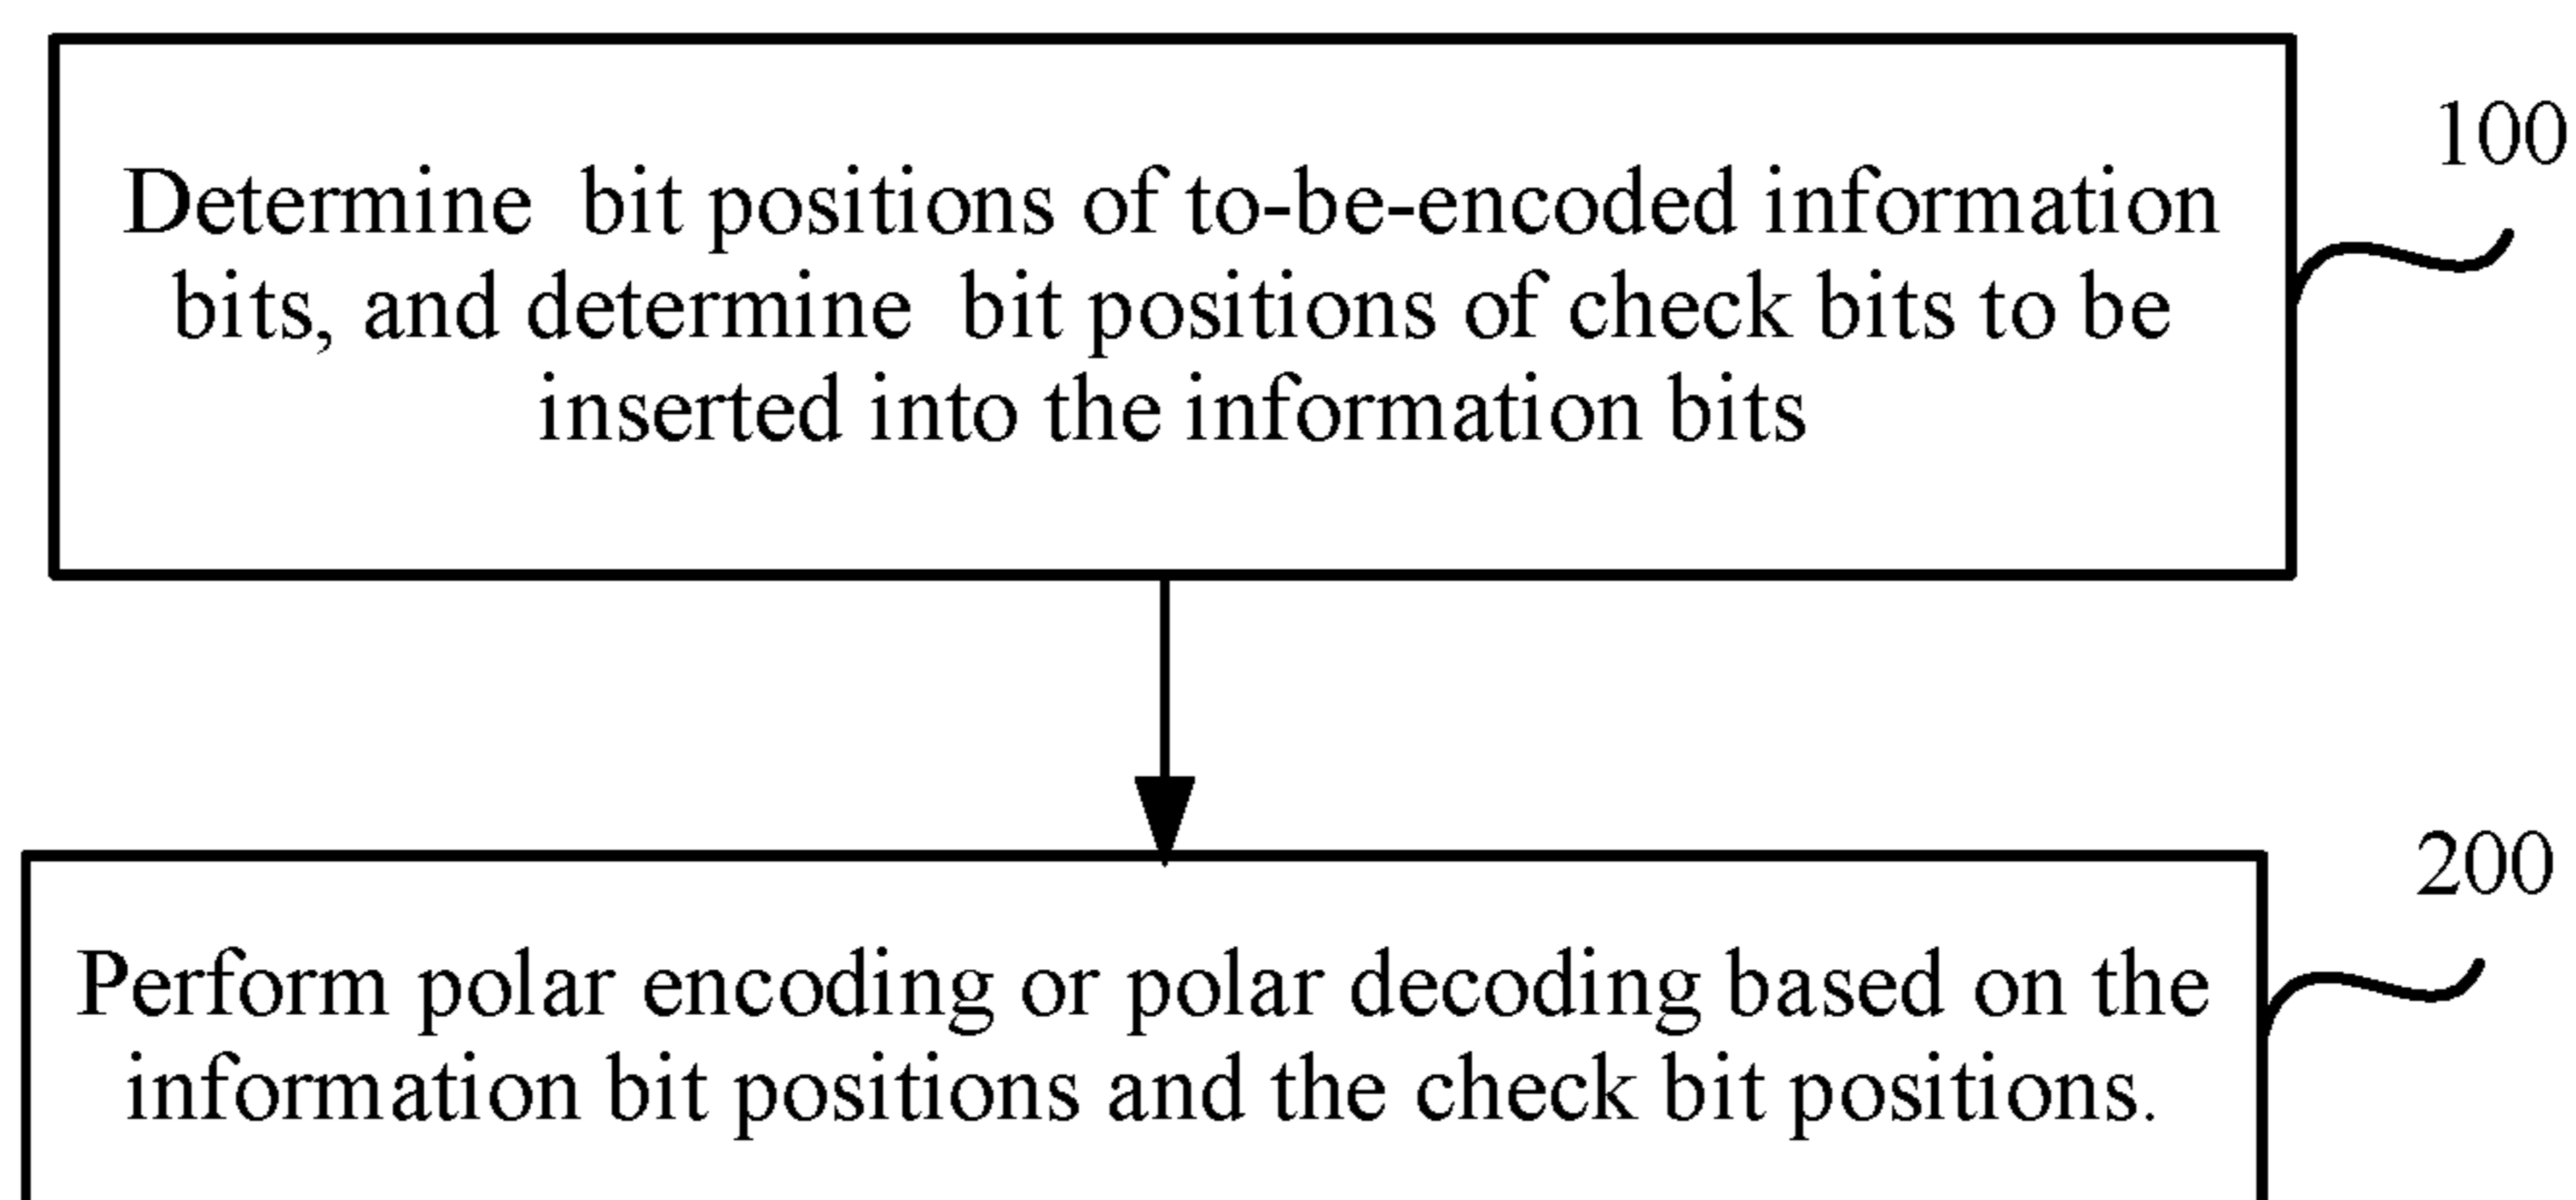 100
Determine bit positions of to-be-encoded information
bits, and determine bit positions of check bits to be
inserted into the information bits
200
Perform polar encoding or polar decoding based on the
information bit positions and the check bit positions.